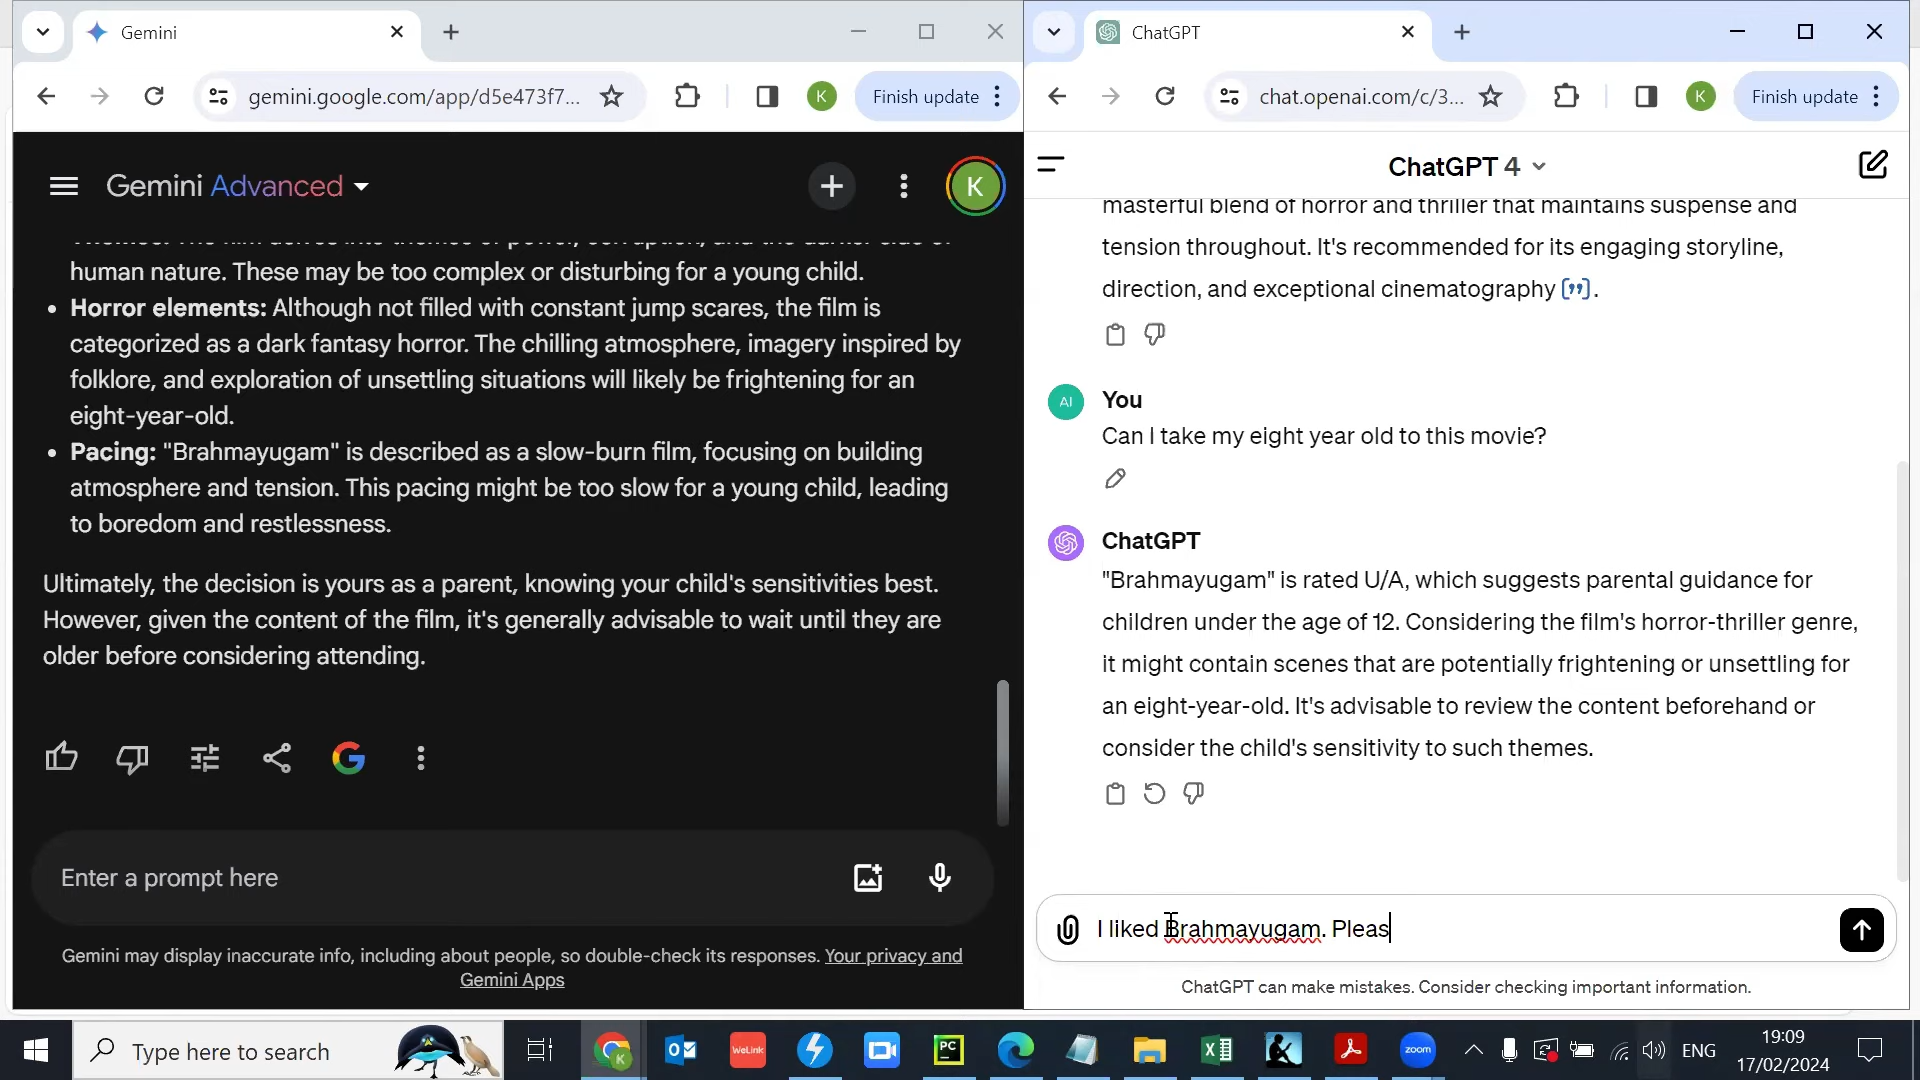 Gemini
gemini.google.com/app/d5e473f7...
K
Finish update
Gemini Advanced
K
human nature. These may be too complex or disturbing for a young child.
• Horror elements: Although not filled with constant jump scares, the film is
categorized as a dark fantasy horror. The chilling atmosphere, imagery inspired by
folklore, and exploration of unsettling situations will likely be frightening for an
eight-year-old.
• Pacing: "Brahmayugam" is described as a slow-burn film, focusing on building
atmosphere and tension. This pacing might be too slow for a young child, leading
to boredom and restlessness.
Ultimately, the decision is yours as a parent, knowing your child's sensitivities best.
However, given the content of the film, it's generally advisable to wait until they are
older before considering attending.
Enter a prompt here
Gemini may display inaccurate info, including about people, so double-check its responses. Your privacy and
Gemini Apps
ChatGPT
chat.openai.com/c/3...
K
Finish update
ChatGPT 4
masterful blend of horror and thriller that maintains suspense and
tension throughout. It's recommended for its engaging storyline,
direction, and exceptional cinematography ["].
AI
You
Can I take my eight year old to this movie?
ChatGPT
"Brahmayugam" is rated U/A, which suggests parental guidance for
children under the age of 12. Considering the film's horror-thriller genre,
it might contain scenes that are potentially frightening or unsettling for
an eight-year-old. It's advisable to review the content beforehand or
consider the child's sensitivity to such themes.
I liked Brahmayugam. Pleas
ChatGPT can make mistakes. Consider checking important information.
Type here to search
K
WeLink
PC
zoom
ENG
19:09
17/02/2024